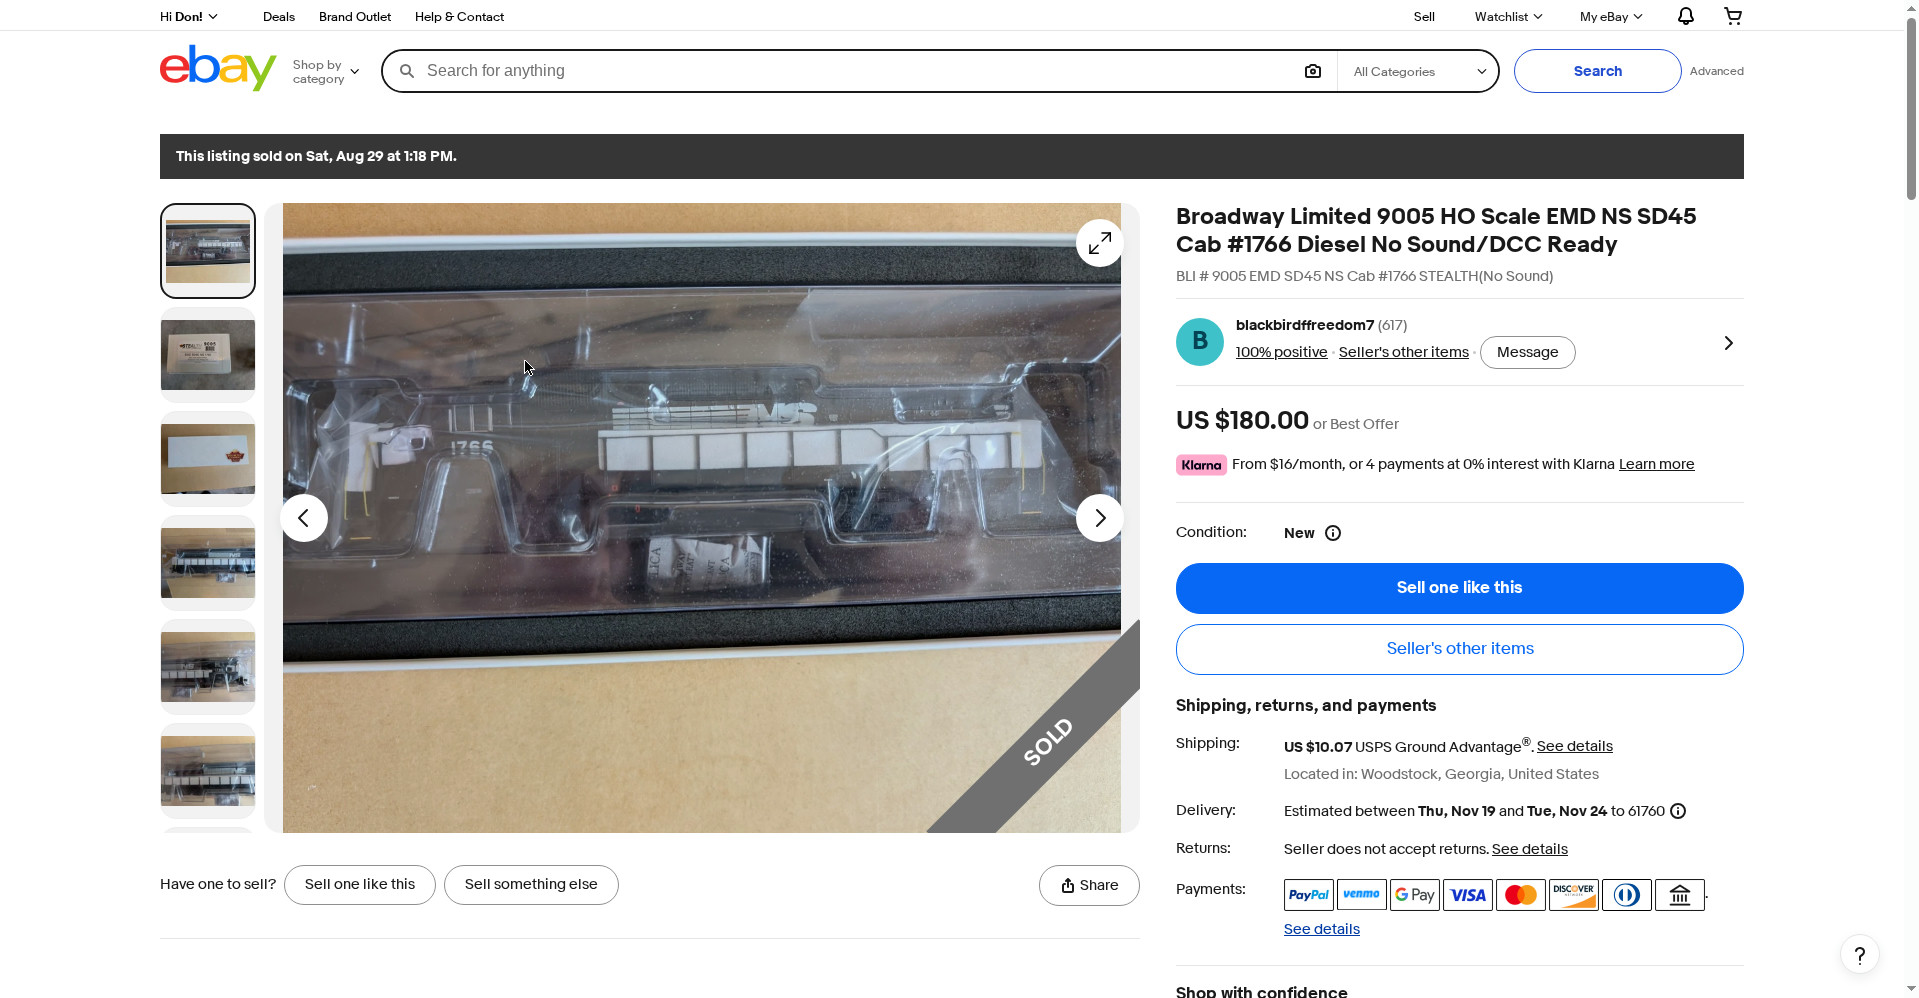 Hi Don!
Deals
Brand Outlet
Help & Contact
Sell
Watchlist
My eBay
ebay
Shop by
category
Search for anything
All Categories
Search
Advanced
This listing sold on Sat, Aug 29 at 1:18 PM.
1766
NS
SOLD
Have one to sell?
Sell one like this
Sell something else
Share
Broadway Limited 9005 HO Scale EMD NS SD45
Cab #1766 Diesel No Sound/DCC Ready
BLI # 9005 EMD SD45 NS Cab #1766 STEALTH(No Sound)
B
blackbirdffreedom7 (617)
100% positive · Seller's other items · Message
US $180.00 or Best Offer
Klarna From $16/month, or 4 payments at 0% interest with Klarna Learn more
Condition: New
Sell one like this
Seller's other items
Shipping, returns, and payments
Shipping: US $10.07 USPS Ground Advantage®. See details
Located in: Woodstock, Georgia, United States
Delivery: Estimated between Thu, Nov 19 and Tue, Nov 24 to 61760
Returns: Seller does not accept returns. See details
Payments: PayPal venmo G Pay VISA DISCOVER
See details
?
Shop with confidence